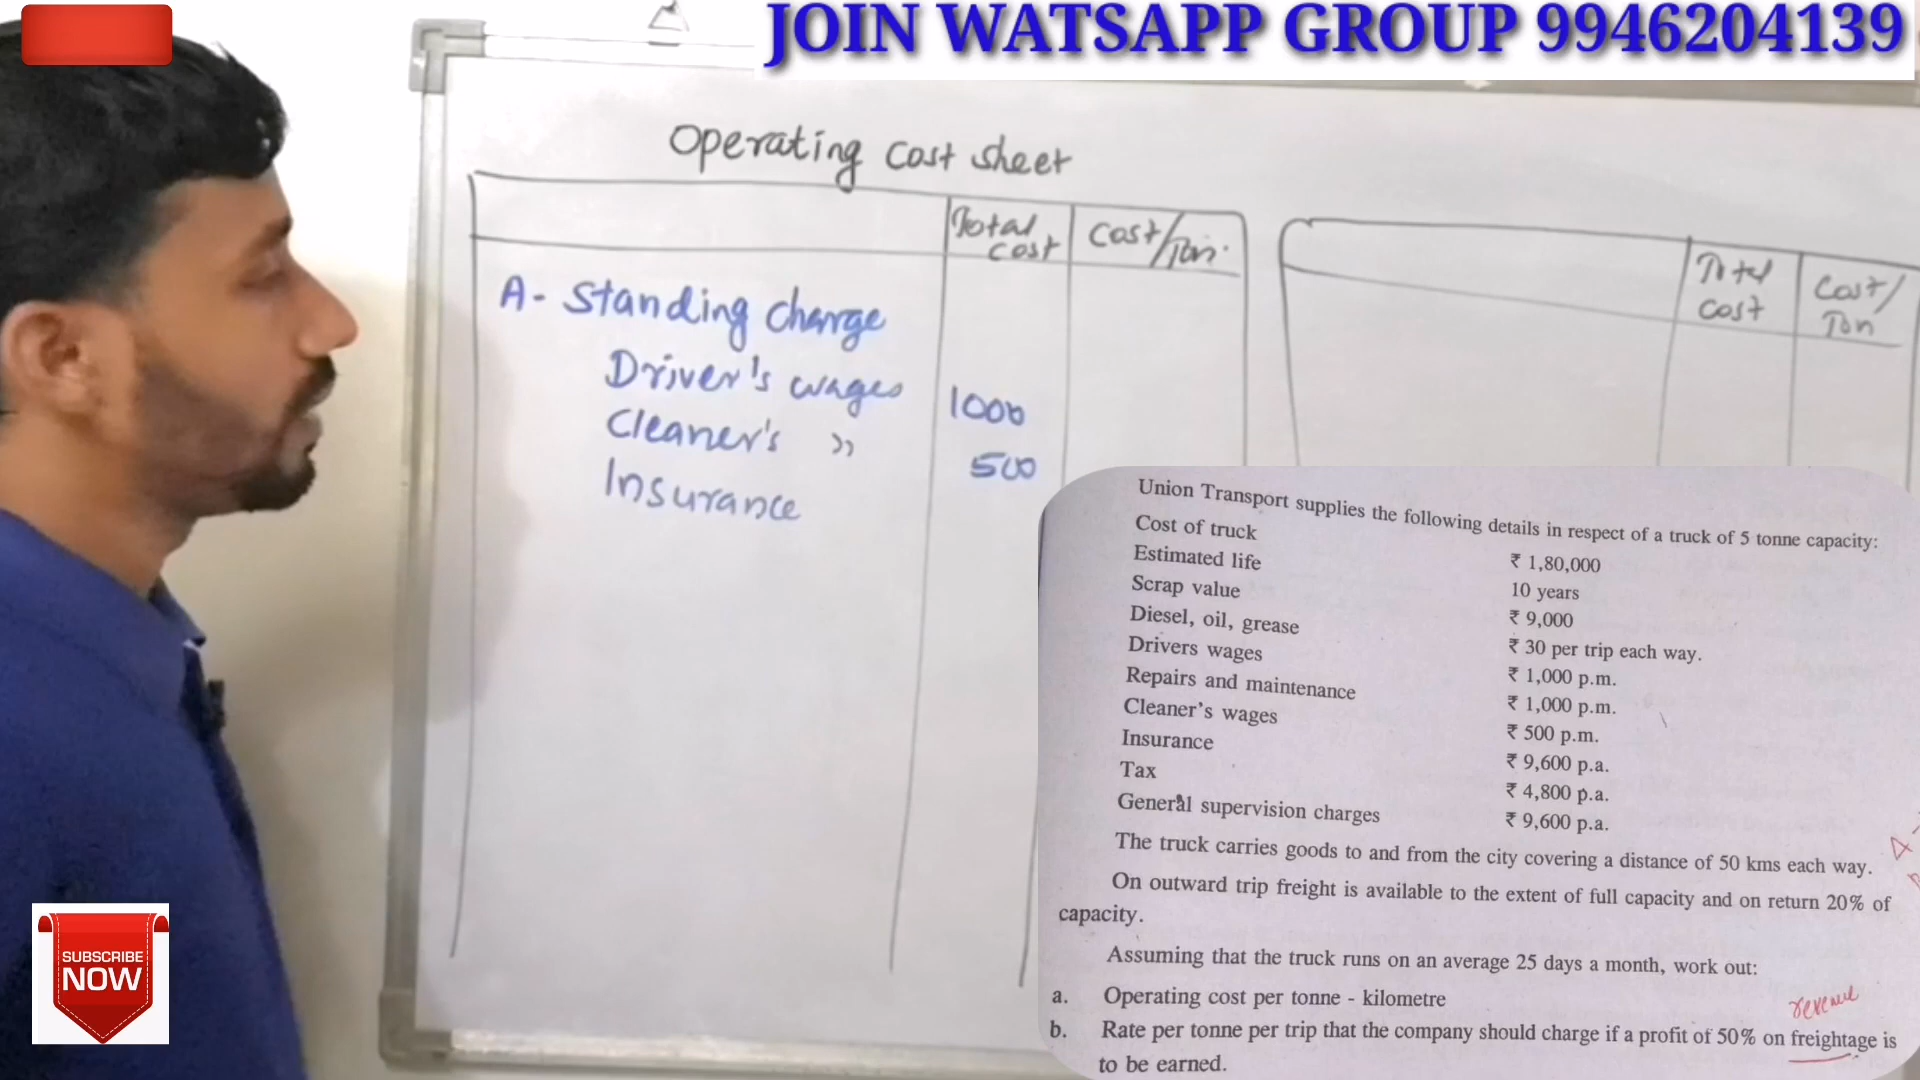 JOIN WATSAPP GROUP 9946204139
Operating Cost sheet
Total cost
Cost/Ton.
A- Standing charge
Driver's wages 1000
Cleaner's " 500
Insurance
Total cost
Cost/Ton
Union Transport supplies the following details in respect of a truck of 5 tonne capacity:
Cost of truck ₹ 1,80,000
Estimated life 10 years
Scrap value ₹ 9,000
Diesel, oil, grease ₹ 30 per trip each way.
Drivers wages ₹ 1,000 p.m.
Repairs and maintenance ₹ 1,000 p.m.
Cleaner's wages ₹ 500 p.m.
Insurance ₹ 9,600 p.a.
Tax ₹ 4,800 p.a.
General supervision charges ₹ 9,600 p.a.
The truck carries goods to and from the city covering a distance of 50 kms each way.
On outward trip freight is available to the extent of full capacity and on return 20% of
capacity.
Assuming that the truck runs on an average 25 days a month, work out:
a. Operating cost per tonne - kilometre
revenue
b. Rate per tonne per trip that the company should charge if a profit of 50% on freightage is
to be earned.
SUBSCRIBE
NOW